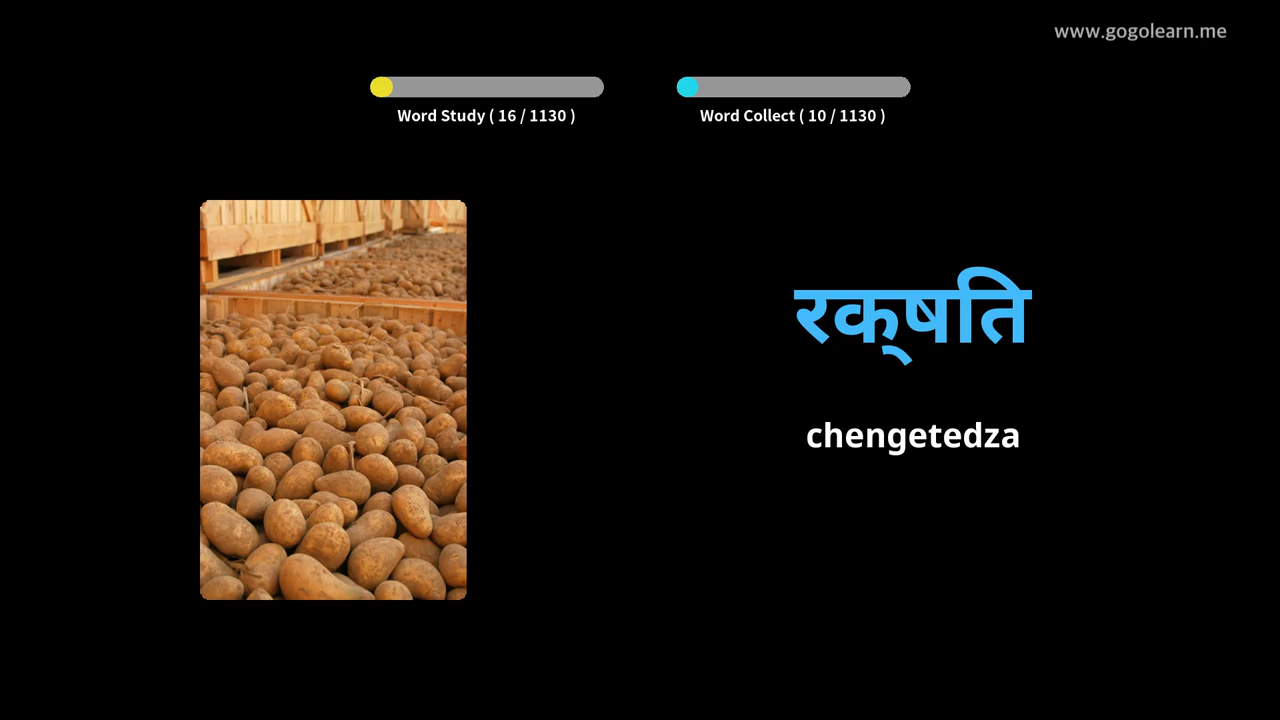 www.gogolearn.me
Word Study ( 16 / 1130 )
Word Collect ( 10 / 1130 )
रक्षति
chengetedza